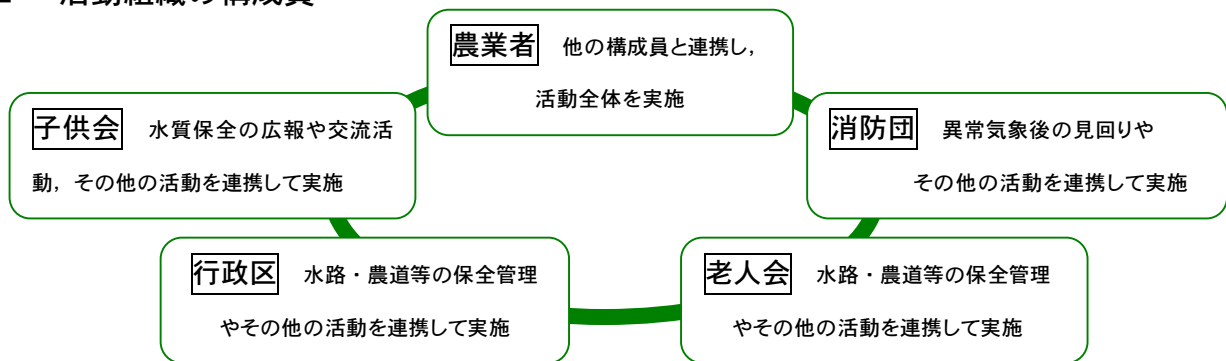 活動組織の構成員
農業者 他の構成員と連携し,
活動全体を実施
子供会 水質保全の広報や交流活
動, その他の活動を連携して実施
消防団 異常気象後の見回りや
その他の活動を連携して実施
行政区 水路・農道等の保全管理
やその他の活動を連携して実施
老人会 水路・農道等の保全管理
やその他の活動を連携して実施